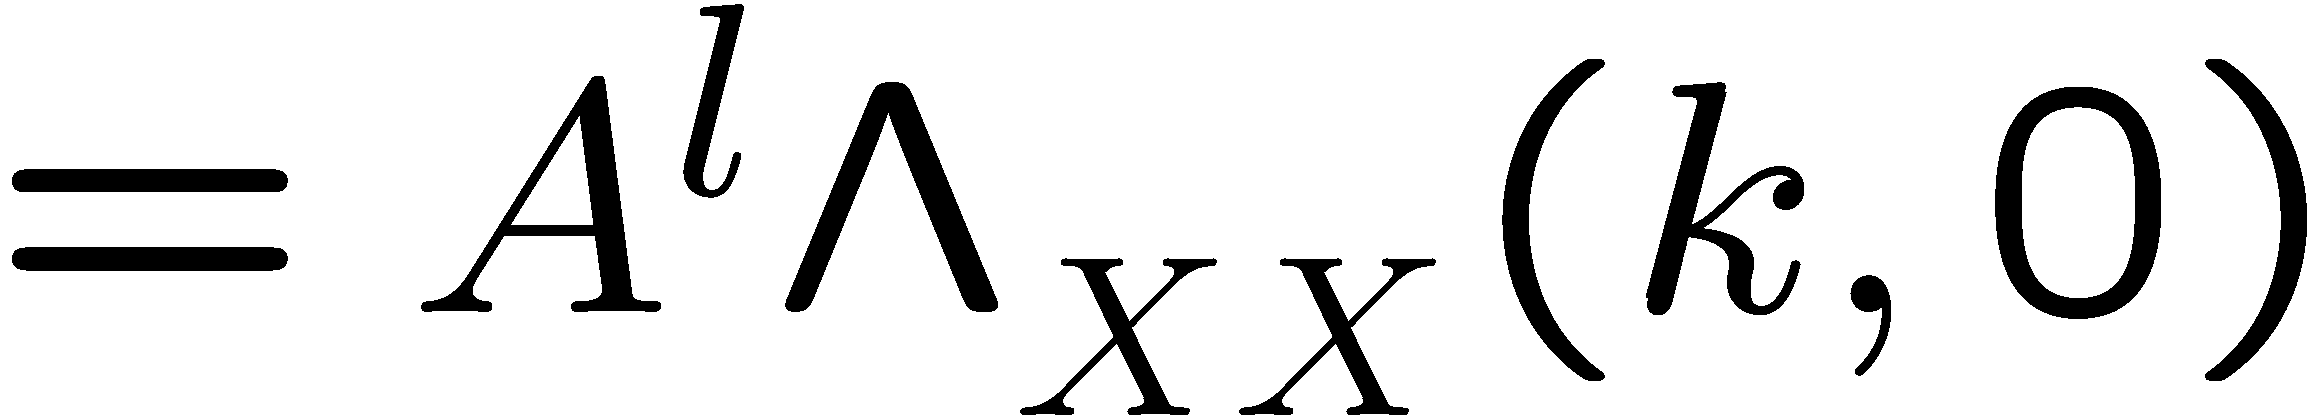 = A^l Λ_{XX}(k, 0)